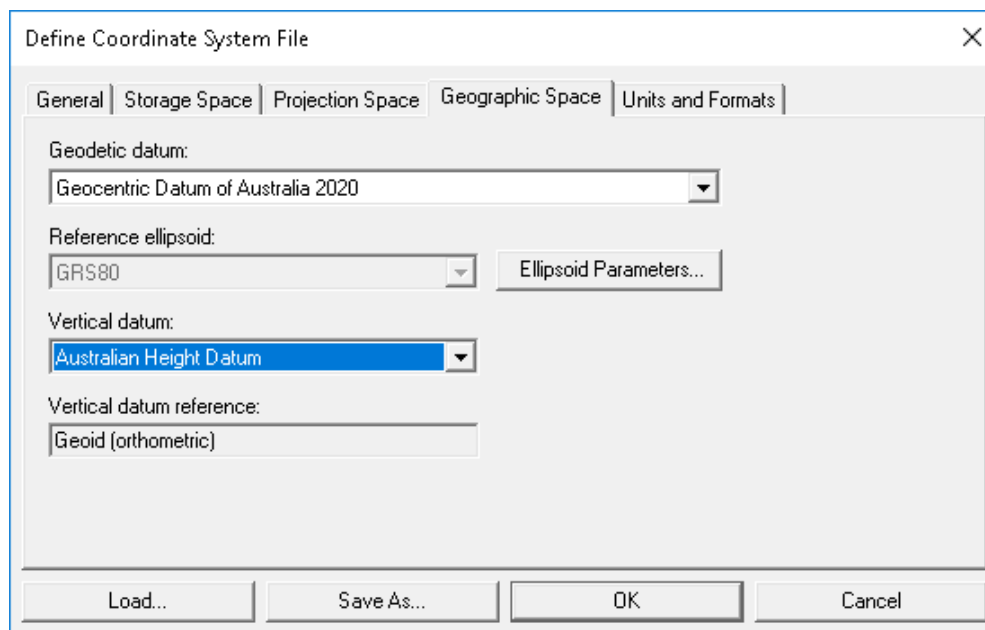 Define Coordinate System File
General Storage Space Projection Space Geographic Space Units and Formats
Geodetic datum:
Geocentric Datum of Australia 2020
Reference ellipsoid:
GRS80 Ellipsoid Parameters...
Vertical datum:
Australian Height Datum
Vertical datum reference:
Geoid (orthometric)
Load... Save As... OK Cancel